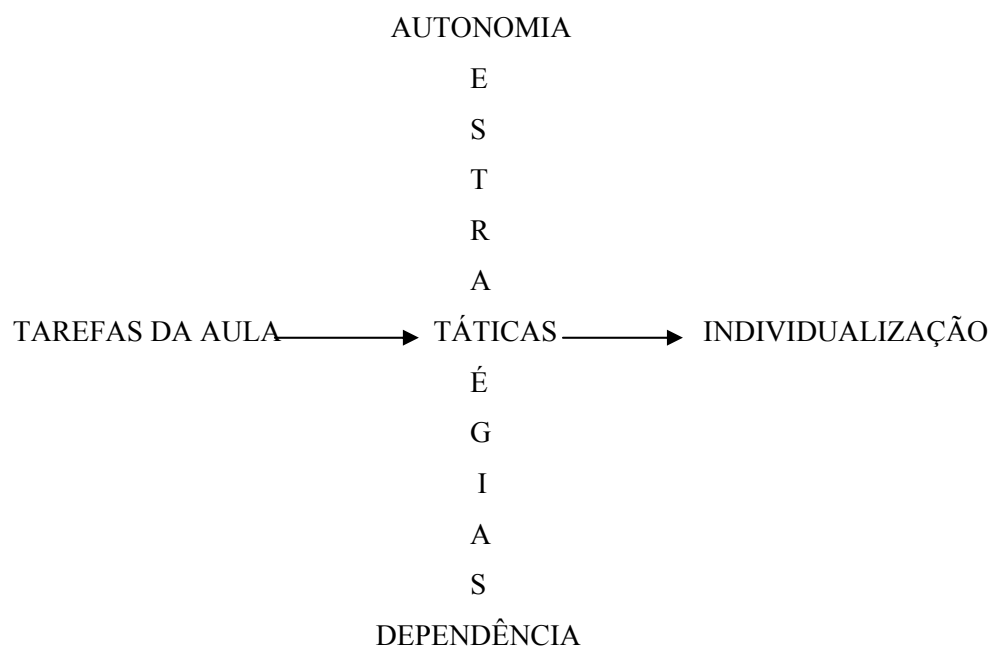 AUTONOMIA
E
S
T
R
A
TAREFAS DA AULA TÁTICAS INDIVIDUALIZAÇÃO
É
G
I
A
S
DEPENDÊNCIA